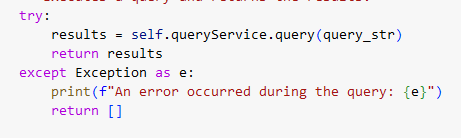 try:
    results = self.queryService.query(query_str)
    return results
except Exception as e:
    print(f"An error occurred during the query: {e}")
    return []